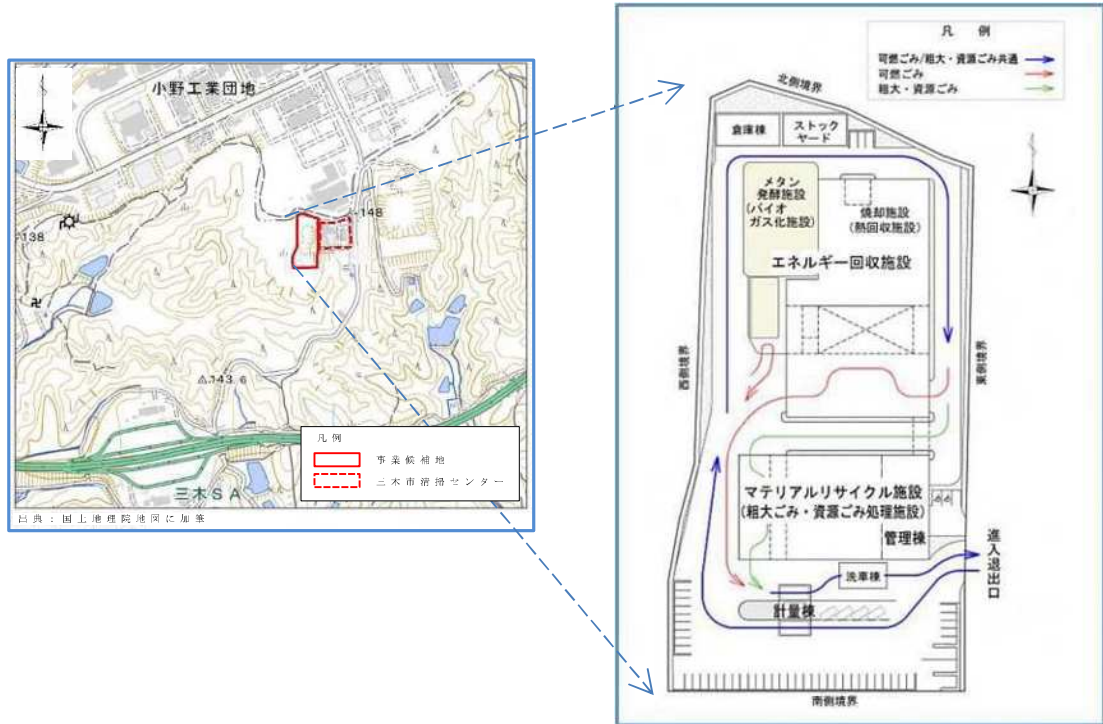 小野工業団地
148
138
卍
△143.6
三木SA
凡例
事業候補地
三木市清掃センター
出典：国土地理院地図に加筆
凡 例
可燃ごみ/粗大・資源ごみ共通
可燃ごみ
粗大・資源ごみ
北側境界
倉庫棟
ストック
ヤード
メタン
発酵施設
(バイオ
ガス化施設)
焼却施設
(熱回収施設)
エネルギー回収施設
西側境界
東側境界
マテリアルリサイクル施設
(粗大ごみ・資源ごみ処理施設)
管理棟
洗車棟
進入退出口
計量棟
南側境界